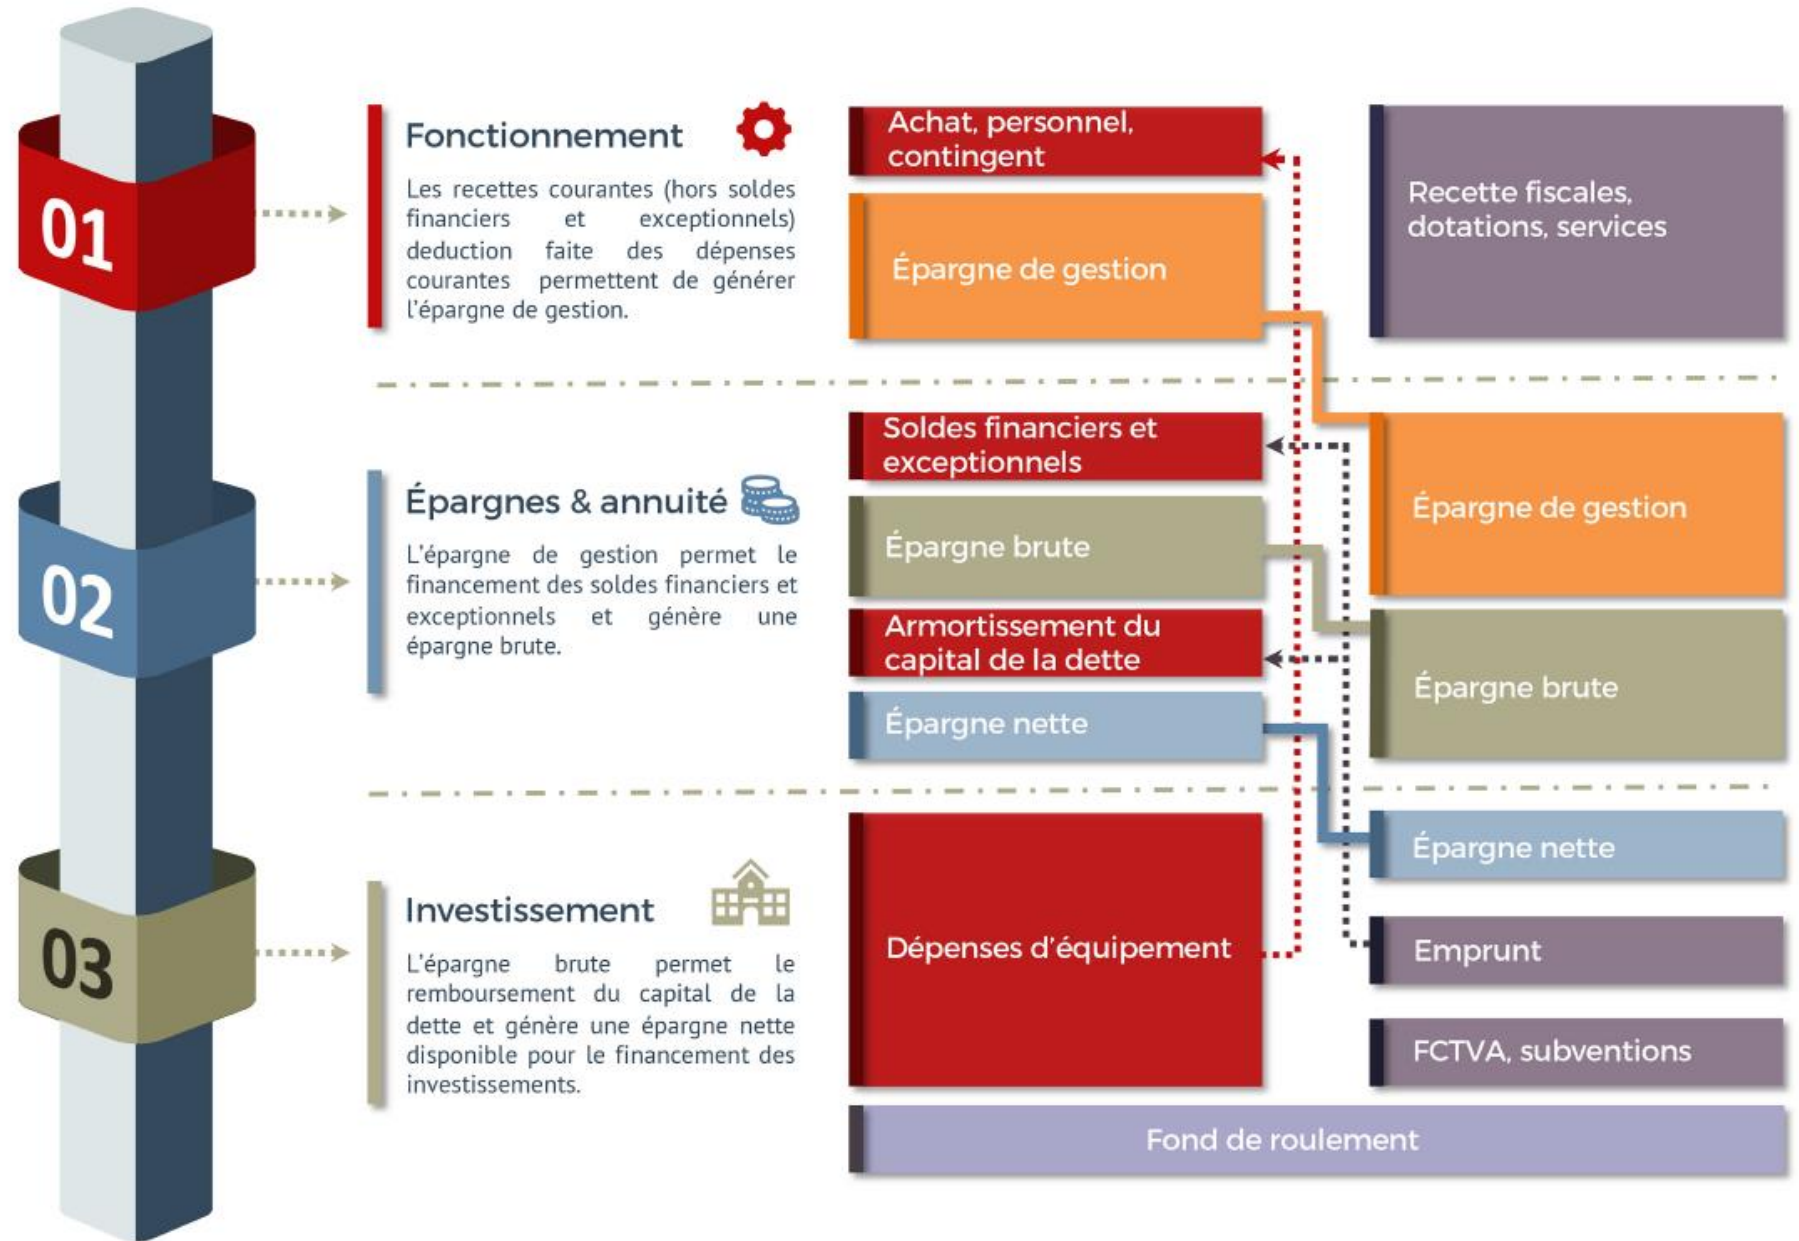 01
Fonctionnement
Les recettes courantes (hors soldes
financiers et exceptionnels)
deduction faite des dépenses
courantes permettent de générer
l'épargne de gestion.
Achat, personnel,
contingent
Épargne de gestion
Recette fiscales,
dotations, services
02
Épargnes & annuité
L'épargne de gestion permet le
financement des soldes financiers et
exceptionnels et génère une
épargne brute.
Soldes financiers et
exceptionnels
Épargne brute
Armortissement du
capital de la dette
Épargne nette
Épargne de gestion
Épargne brute
03
Investissement
L'épargne brute permet le
remboursement du capital de la
dette et génère une épargne nette
disponible pour le financement des
investissements.
Dépenses d'équipement
Épargne nette
Emprunt
FCTVA, subventions
Fond de roulement